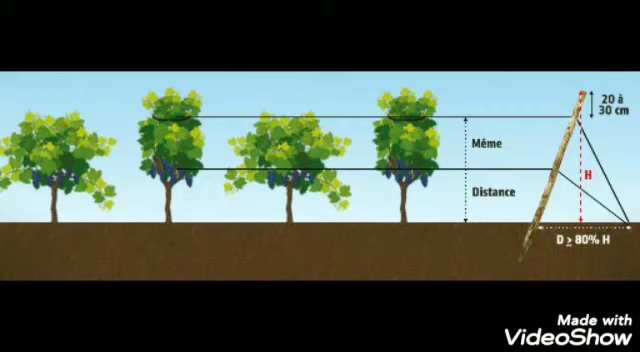 20 à
30 cm
Même
H
Distance
D ≥ 80% H
Made with
VideoShow